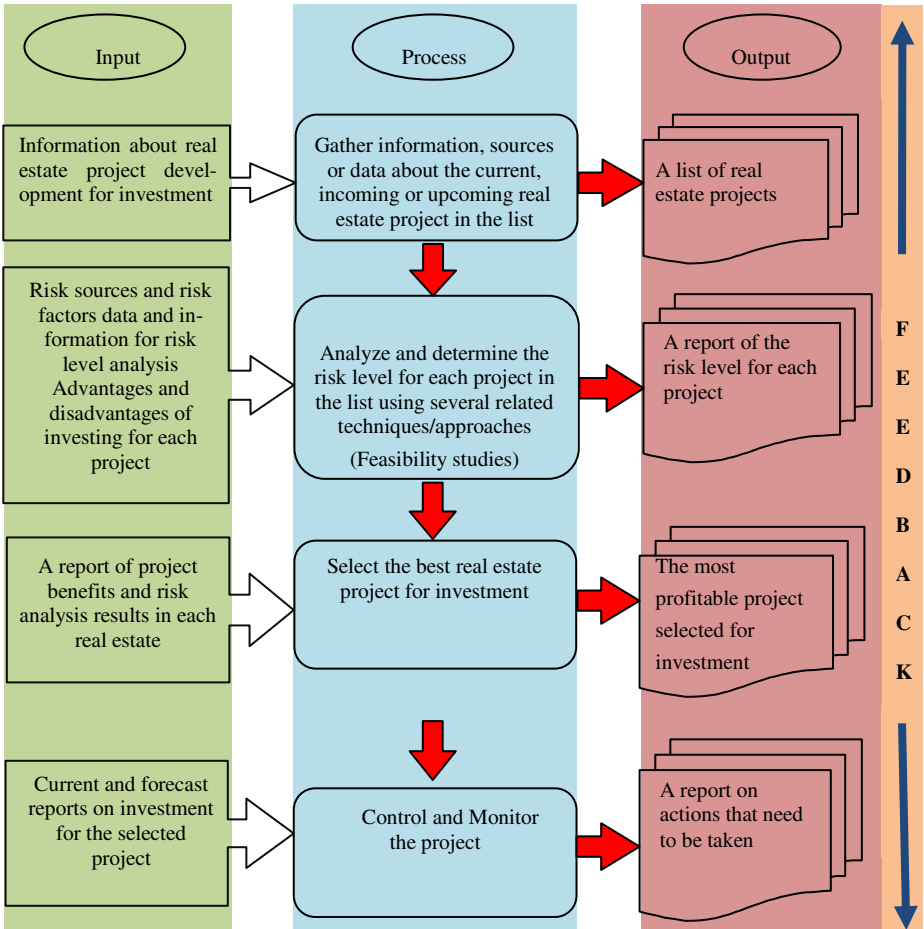 Input
Process
Output
Information about real
estate project devel-
opment for investment
Gather information, sources
or data about the current,
incoming or upcoming real
estate project in the list
A list of real
estate projects
Risk sources and risk
factors data and in-
formation for risk
level analysis
Advantages and
disadvantages of
investing for each
project
Analyze and determine the
risk level for each project in
the list using several related
techniques/approaches
(Feasibility studies)
A report of the
risk level for each
project
A report of project
benefits and risk
analysis results in each
real estate
Select the best real estate
project for investment
The most
profitable project
selected for
investment
Current and forecast
reports on investment
for the selected
project
Control and Monitor
the project
A report on
actions that need
to be taken
F
E
E
D
B
A
C
K